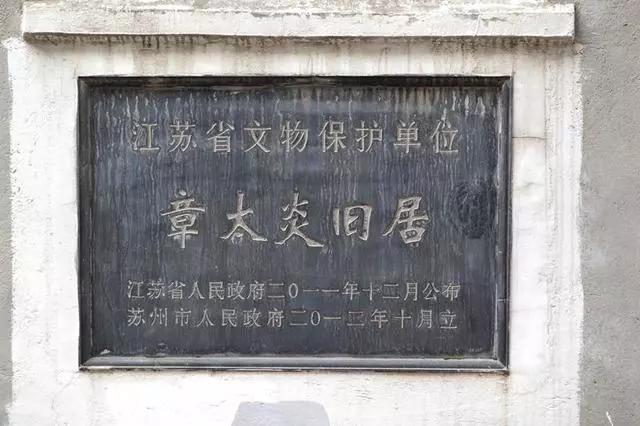 江苏省文物保护单位
章太炎旧居
江苏省人民政府二〇一一年十二月公布
苏州市人民政府二〇一二年十月立